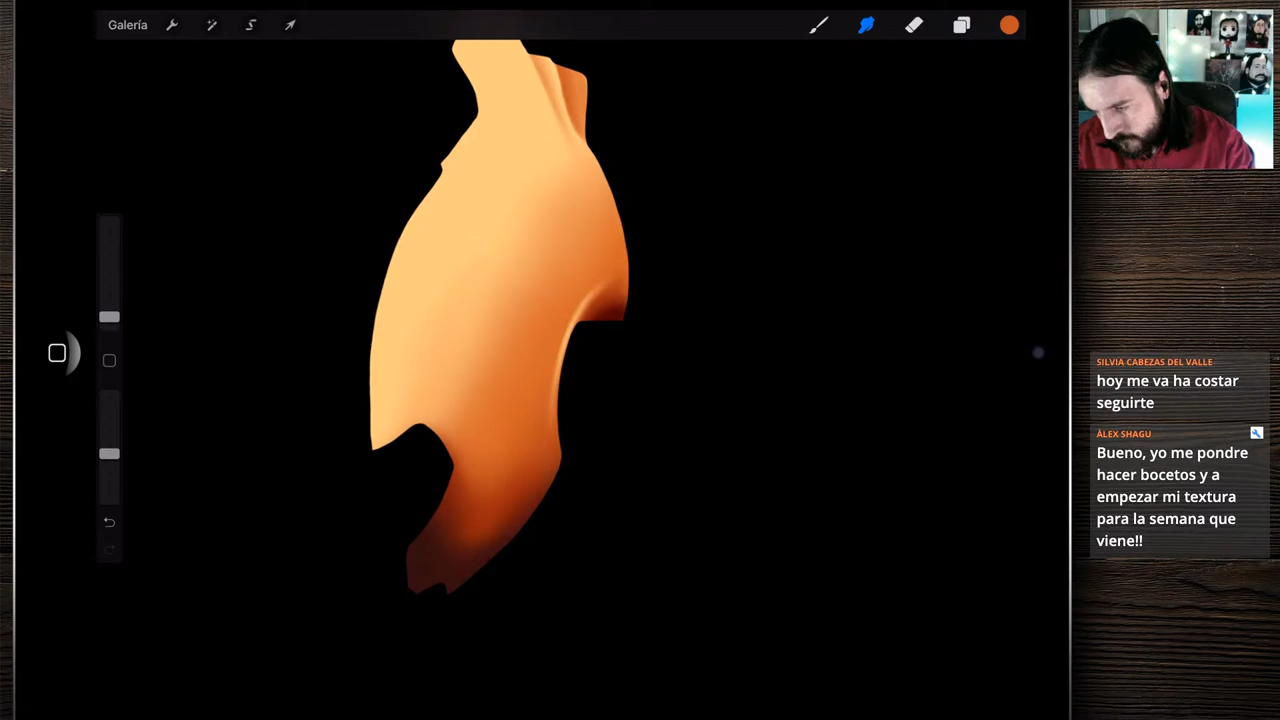 Galería
SILVIA CABEZAS DEL VALLE
hoy me va ha costar
seguirte
ÀLEX SHAGU
Bueno, yo me pondre
hacer bocetos y a
empezar mi textura
para la semana que
viene!!